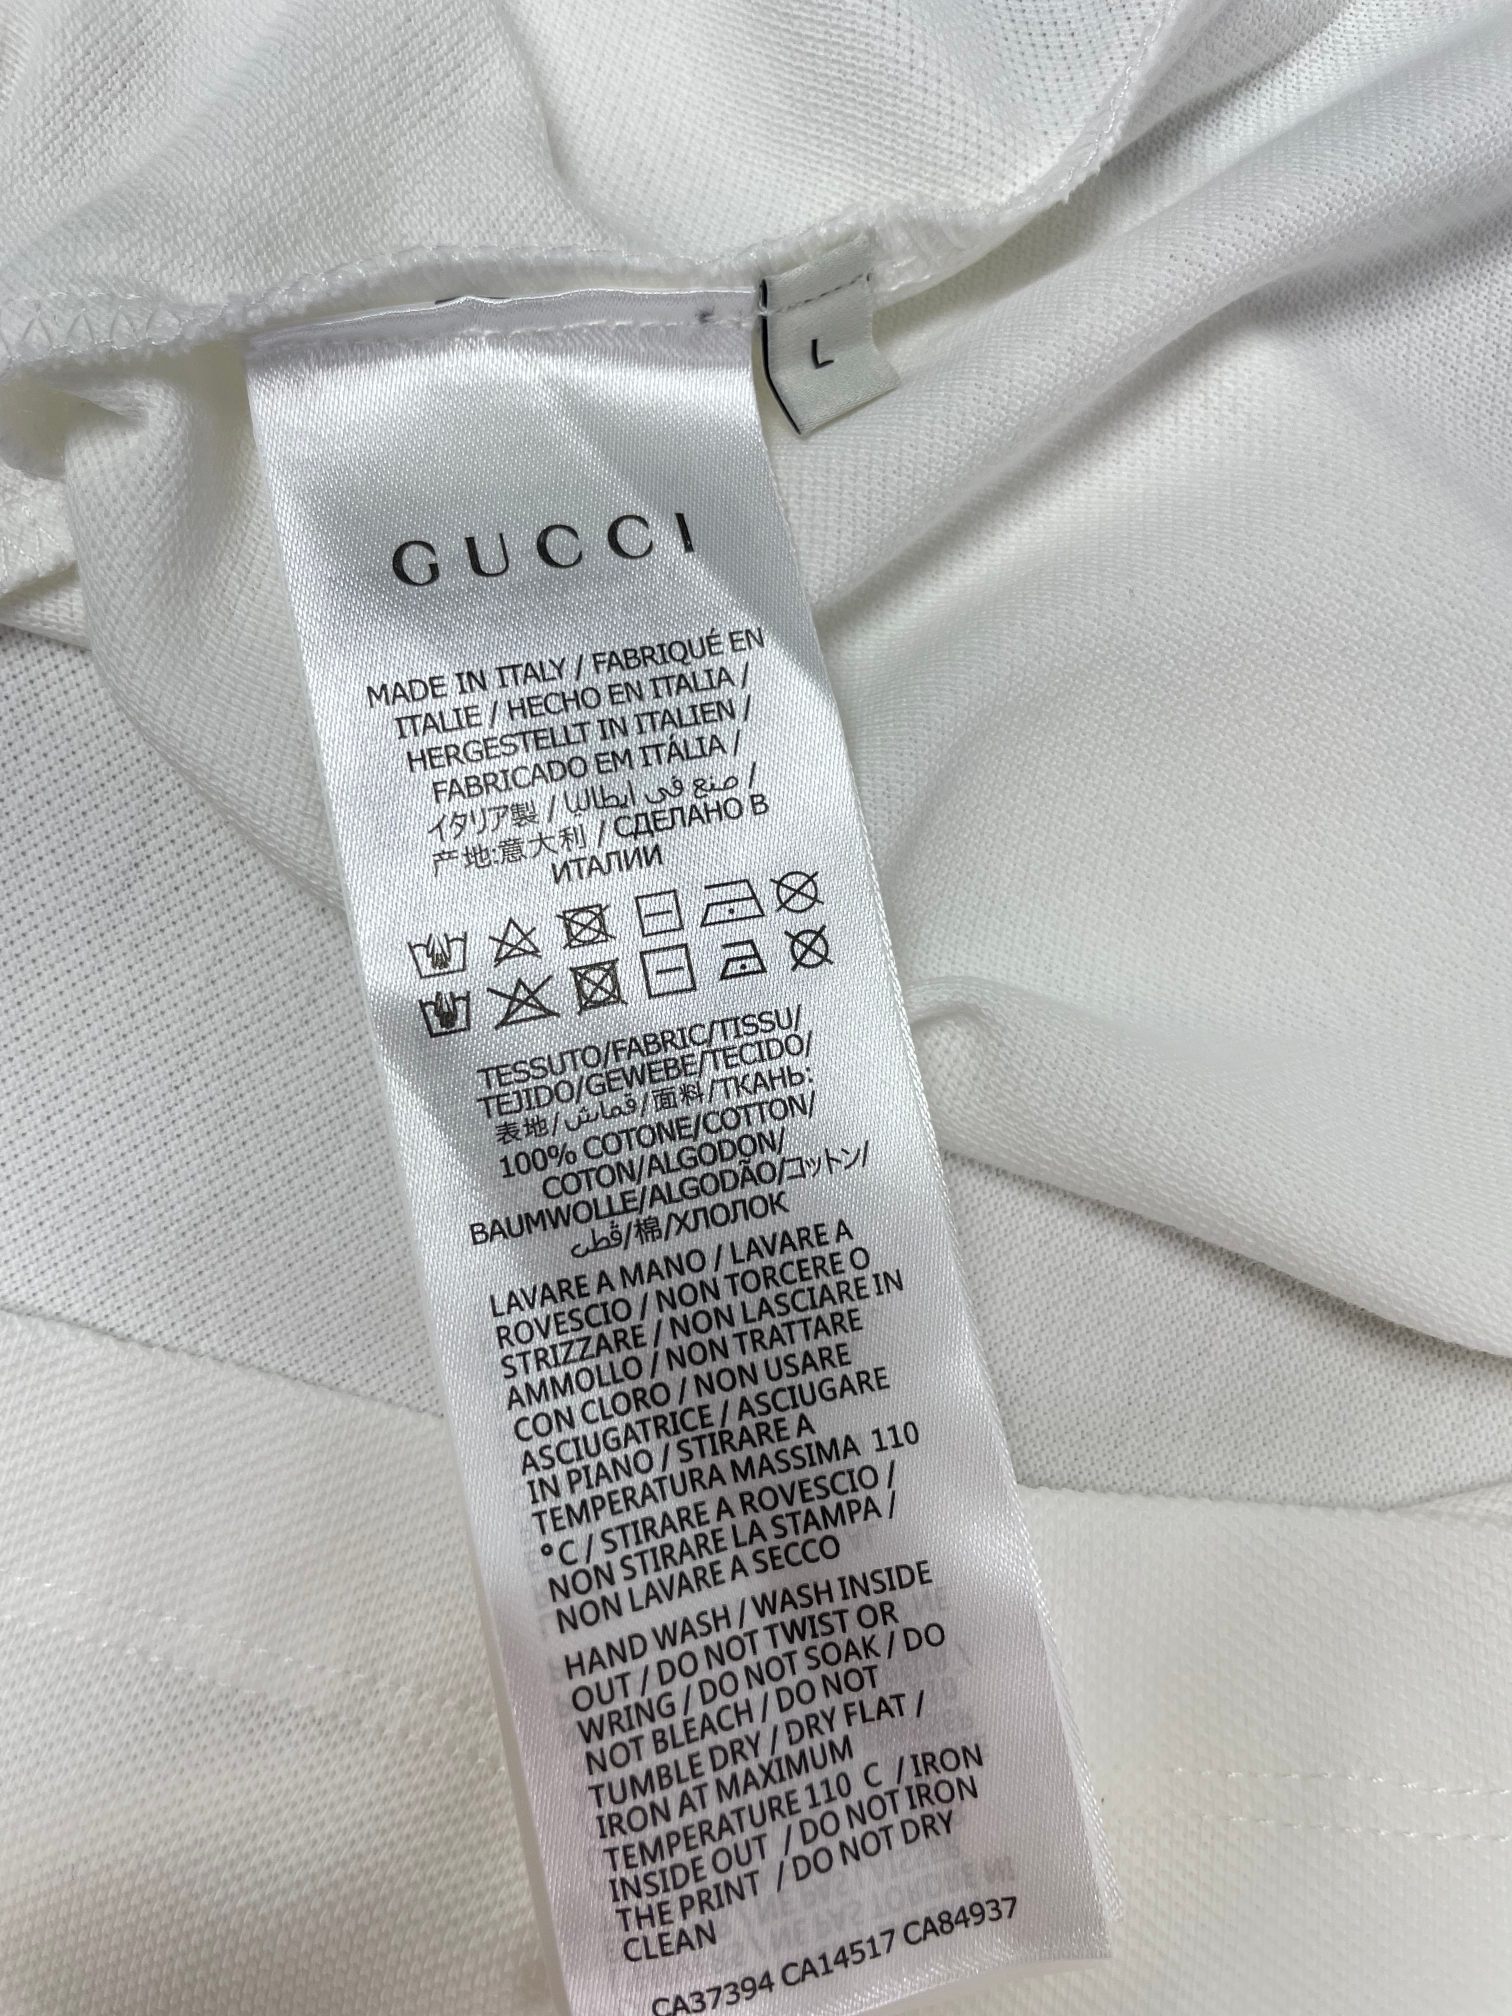 L
GUCCI
MADE IN ITALY / FABRIQUÉ EN
ITALIE / HECHO EN ITALIA /
HERGESTELLT IN ITALIEN /
FABRICADO EM ITÁLIA /
イタリア製 / صنع في ايطاليا /
产地:意大利 / СДЕЛАНО В
ИТАЛИИ
TESSUTO/FABRIC/TISSU/
TEJIDO/GEWEBE/TECIDO/
表地/قماش/面料/ТКАНЬ:
100% COTONE/COTTON/
COTON/ALGODON/
BAUMWOLLE/ALGODÃO/コットン/
قطن/棉/ХЛОПОК
LAVARE A MANO / LAVARE A
ROVESCIO / NON TORCERE O
STRIZZARE / NON LASCIARE IN
AMMOLLO / NON TRATTARE
CON CLORO / NON USARE
ASCIUGATRICE / ASCIUGARE
IN PIANO / STIRARE A
TEMPERATURA MASSIMA 110
°C / STIRARE A ROVESCIO /
NON STIRARE LA STAMPA /
NON LAVARE A SECCO
HAND WASH / WASH INSIDE
OUT / DO NOT TWIST OR
WRING / DO NOT SOAK / DO
NOT BLEACH / DO NOT
TUMBLE DRY / DRY FLAT /
IRON AT MAXIMUM
TEMPERATURE 110 C / IRON
INSIDE OUT / DO NOT IRON
THE PRINT / DO NOT DRY
CLEAN
CA37394 CA14517 CA84937